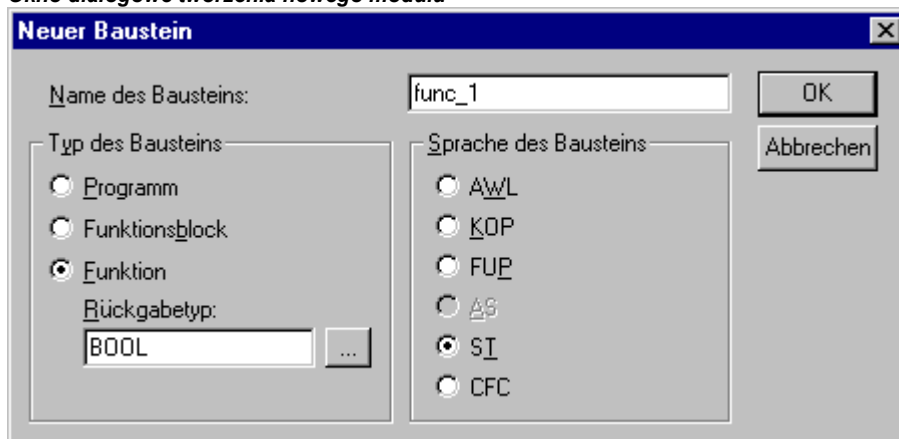 Okno dialogowe tworzenia nowego modułu
Neuer Baustein
Name des Bausteins:
func_1
OK
Abbrechen
Typ des Bausteins
Programm
Funktionsblock
Funktion
Rückgabetyp:
BOOL
...
Sprache des Bausteins
AWL
KOP
FUP
AS
ST
CFC